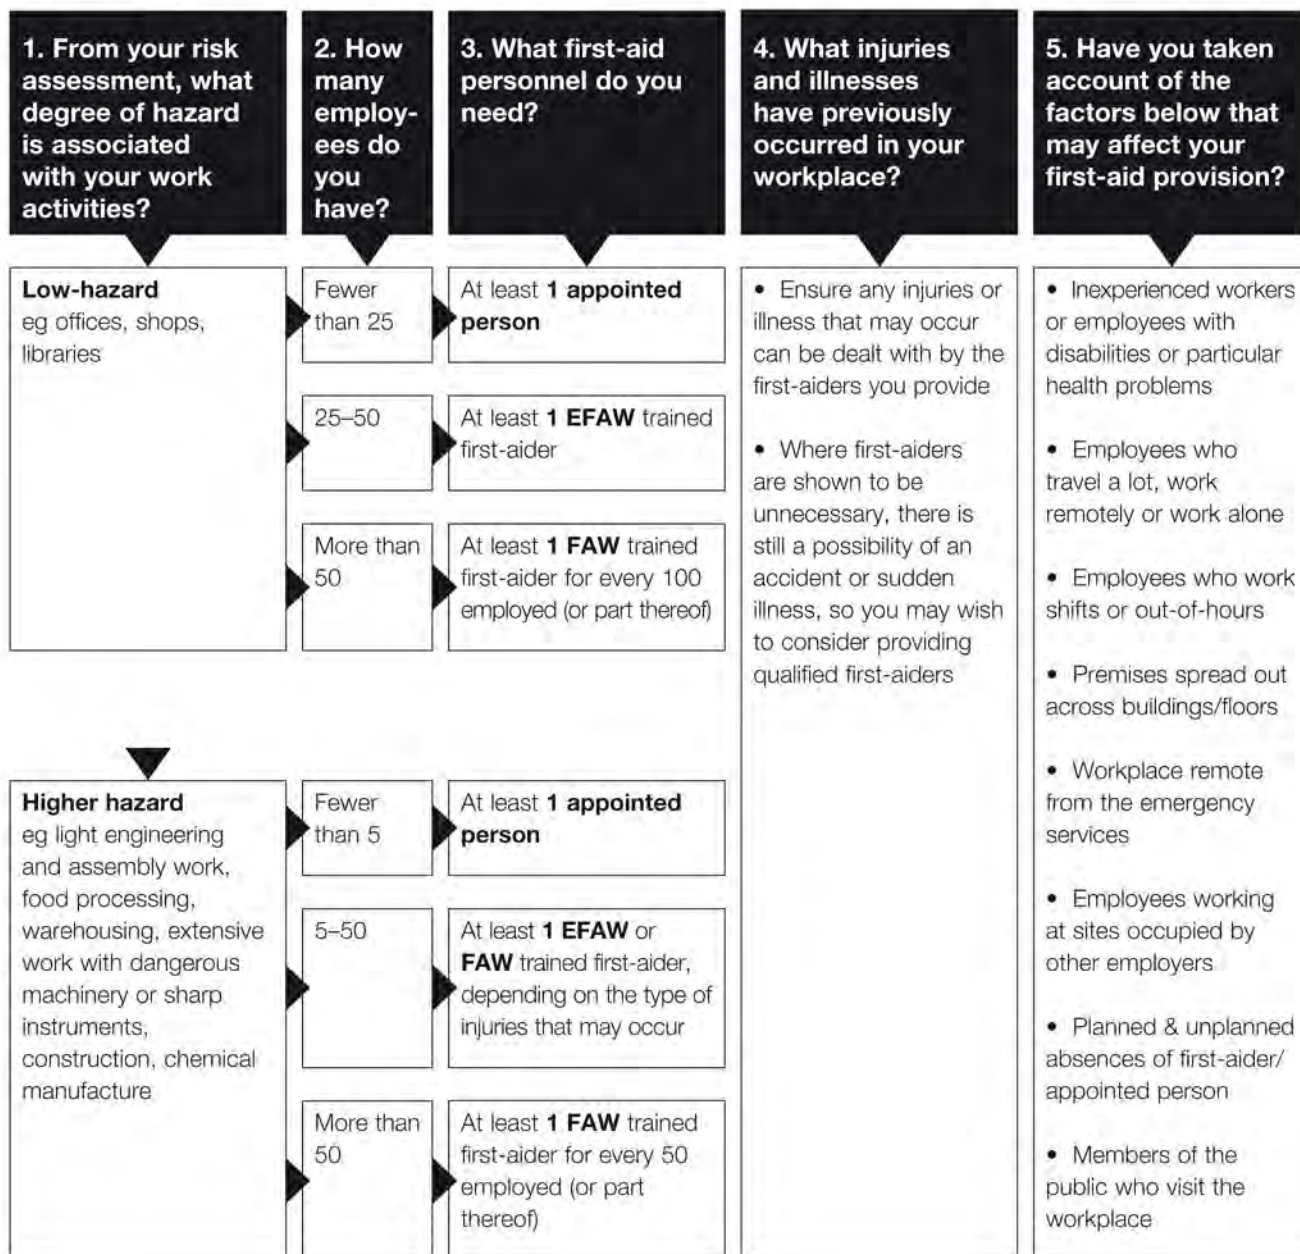 1. From your risk
assessment, what
degree of hazard
is associated
with your work
activities?
2. How
many
employ-
ees do
you
have?
3. What first-aid
personnel do you
need?
4. What injuries
and illnesses
have previously
occurred in your
workplace?
5. Have you taken
account of the
factors below that
may affect your
first-aid provision?
Low-hazard
eg offices, shops,
libraries
Fewer
than 25
At least 1 appointed
person
25–50
At least 1 EFAW trained
first-aider
More than
50
At least 1 FAW trained
first-aider for every 100
employed (or part thereof)
Higher hazard
eg light engineering
and assembly work,
food processing,
warehousing, extensive
work with dangerous
machinery or sharp
instruments,
construction, chemical
manufacture
Fewer
than 5
At least 1 appointed
person
5–50
At least 1 EFAW or
FAW trained first-aider,
depending on the type of
injuries that may occur
More than
50
At least 1 FAW trained
first-aider for every 50
employed (or part
thereof)
• Ensure any injuries or
illness that may occur
can be dealt with by the
first-aiders you provide
• Where first-aiders
are shown to be
unnecessary, there is
still a possibility of an
accident or sudden
illness, so you may wish
to consider providing
qualified first-aiders
• Inexperienced workers
or employees with
disabilities or particular
health problems
• Employees who
travel a lot, work
remotely or work alone
• Employees who work
shifts or out-of-hours
• Premises spread out
across buildings/floors
• Workplace remote
from the emergency
services
• Employees working
at sites occupied by
other employers
• Planned & unplanned
absences of first-aider/
appointed person
• Members of the
public who visit the
workplace